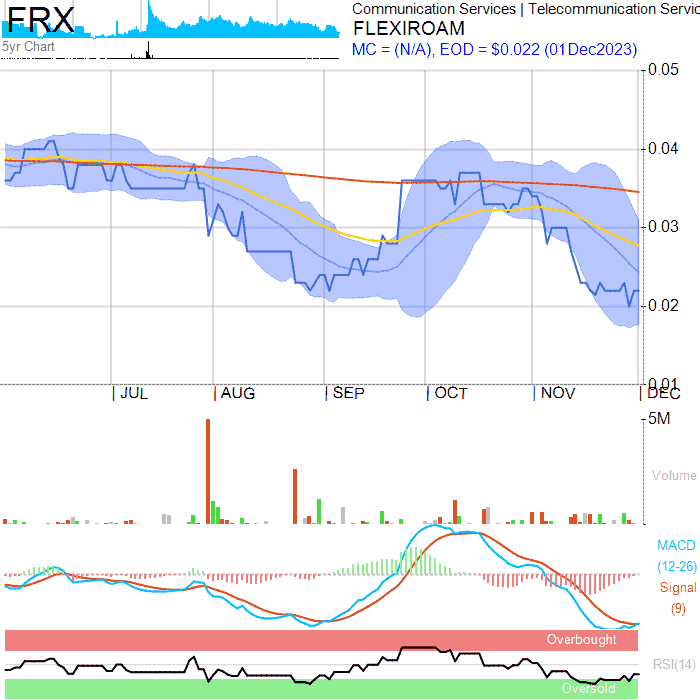 FRX
5yr Chart
Communication Services | Telecommunication Servic
FLEXIROAM
MC = (N/A), EOD = $0.022 (01Dec2023)
0.05
0.04
0.03
0.02
0.01
JUL AUG SEP OCT NOV DEC
5M
Volume
MACD
(12-26)
Signal
(9)
Overbought
RSI(14)
Oversold